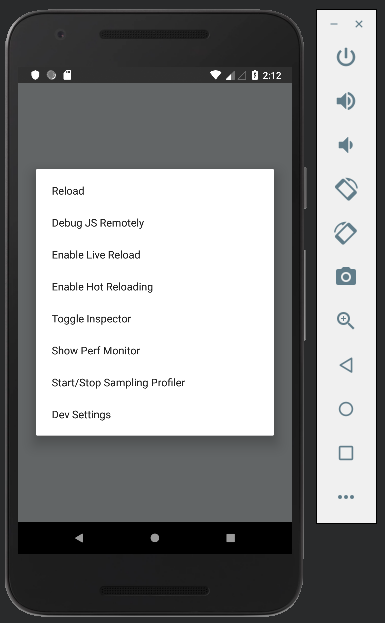 2:12
Reload
Debug JS Remotely
Enable Live Reload
Enable Hot Reloading
Toggle Inspector
Show Perf Monitor
Start/Stop Sampling Profiler
Dev Settings